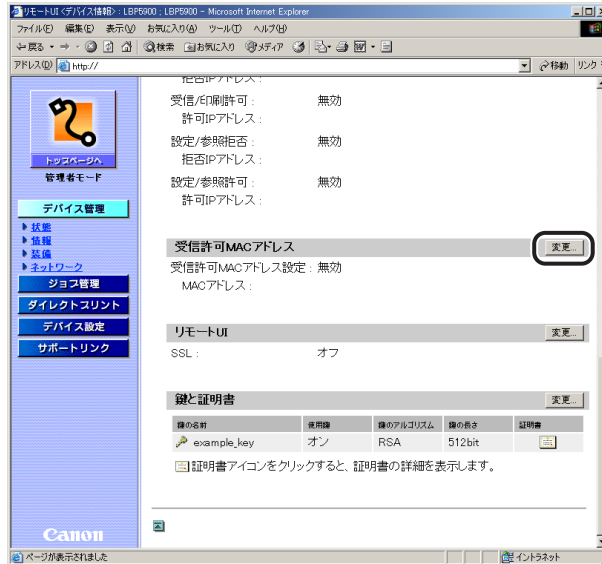 リモートUI <デバイス情報> : LBP5900 ; LBP5900 - Microsoft Internet Explorer
ファイル(F) 編集(E) 表示(V) お気に入り(A) ツール(T) ヘルプ(H)
戻る 検索 お気に入り メディア
アドレス(D) http:// 移動 リンク
拒否IPアドレス :
受信/印刷許可 : 無効
許可IPアドレス :
設定/参照拒否 : 無効
拒否IPアドレス :
設定/参照許可 : 無効
許可IPアドレス :
トップページへ
管理者モード
デバイス管理
状態
情報
装備
ネットワーク
ジョブ管理
ダイレクトプリント
デバイス設定
サポートリンク
受信許可MACアドレス 変更...
受信許可MACアドレス設定 : 無効
MACアドレス :
リモートUI 変更...
SSL : オフ
鍵と証明書 変更...
鍵の名前 使用鍵 鍵のアルゴリズム 鍵の長さ 証明書
example_key オン RSA 512bit
証明書アイコンをクリックすると、証明書の詳細を表示します。
Canon
ページが表示されました イントラネット